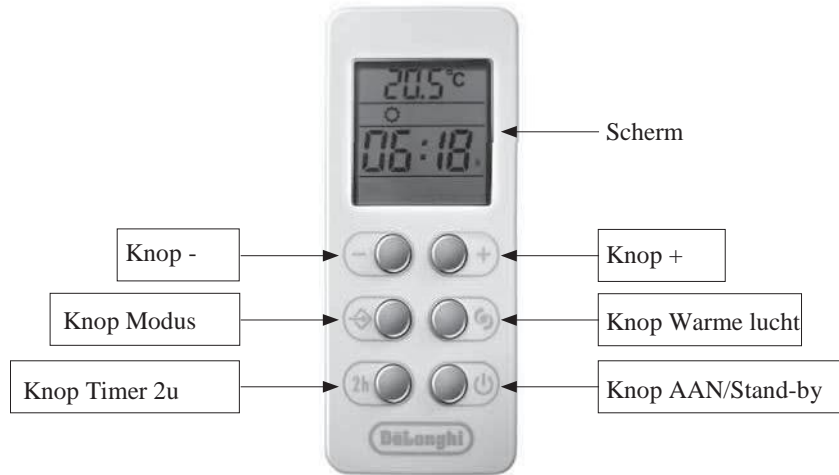 20.5°C
06:18
Scherm
Knop -
Knop +
Knop Modus
Knop Warme lucht
2h
Knop Timer 2u
Knop AAN/Stand-by
DeLonghi